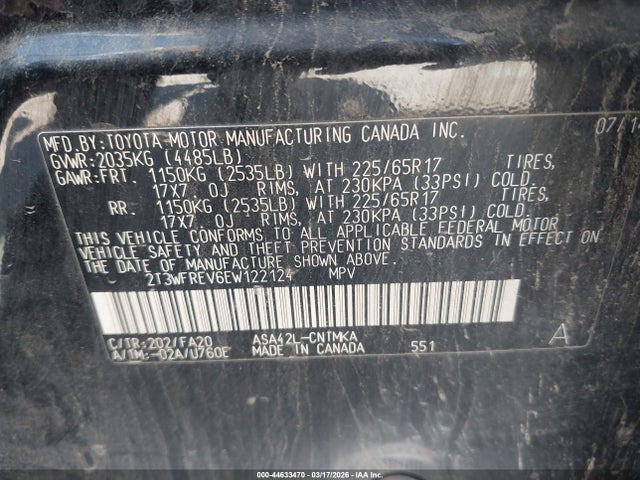 MFD.BY:TOYOTA MOTOR MANUFACTURING CANADA INC. 07/14
GVWR:2035KG (4485LB)
GAWR:FRT. 1150KG (2535LB) WITH 225/65R17 TIRES,
17X7 0J RIMS, AT 230KPA (33PSI) COLD.
RR. 1150KG (2535LB) WITH 225/65R17 TIRES,
17X7 0J RIMS, AT 230KPA (33PSI) COLD.
THIS VEHICLE CONFORMS TO ALL APPLICABLE FEDERAL MOTOR
VEHICLE SAFETY AND THEFT PREVENTION STANDARDS IN EFFECT ON
THE DATE OF MANUFACTURE SHOWN ABOVE.
2T3WFREV6EW122124 MPV
C/TR:202/FA20 ASA42L-CNTMKA A
A/TM:-02A/U760E MADE IN CANADA 551
000-44633470 | 03/17/2026 | IAA Inc.